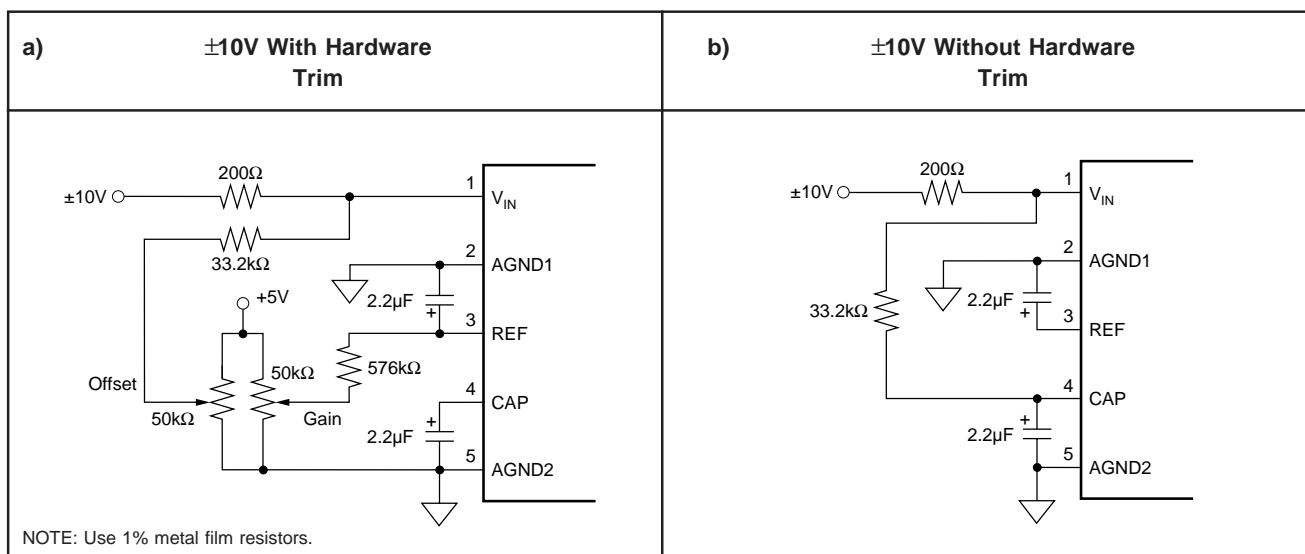 a) ±10V With Hardware
Trim
200Ω
±10V
33.2kΩ
+5V
Offset
50kΩ
50kΩ
Gain
576kΩ
2.2µF
+
+
2.2µF
1
V_IN
2
AGND1
3
REF
4
CAP
5
AGND2
NOTE: Use 1% metal film resistors.
b) ±10V Without Hardware
Trim
200Ω
±10V
33.2kΩ
2.2µF
+
+
2.2µF
1
V_IN
2
AGND1
3
REF
4
CAP
5
AGND2